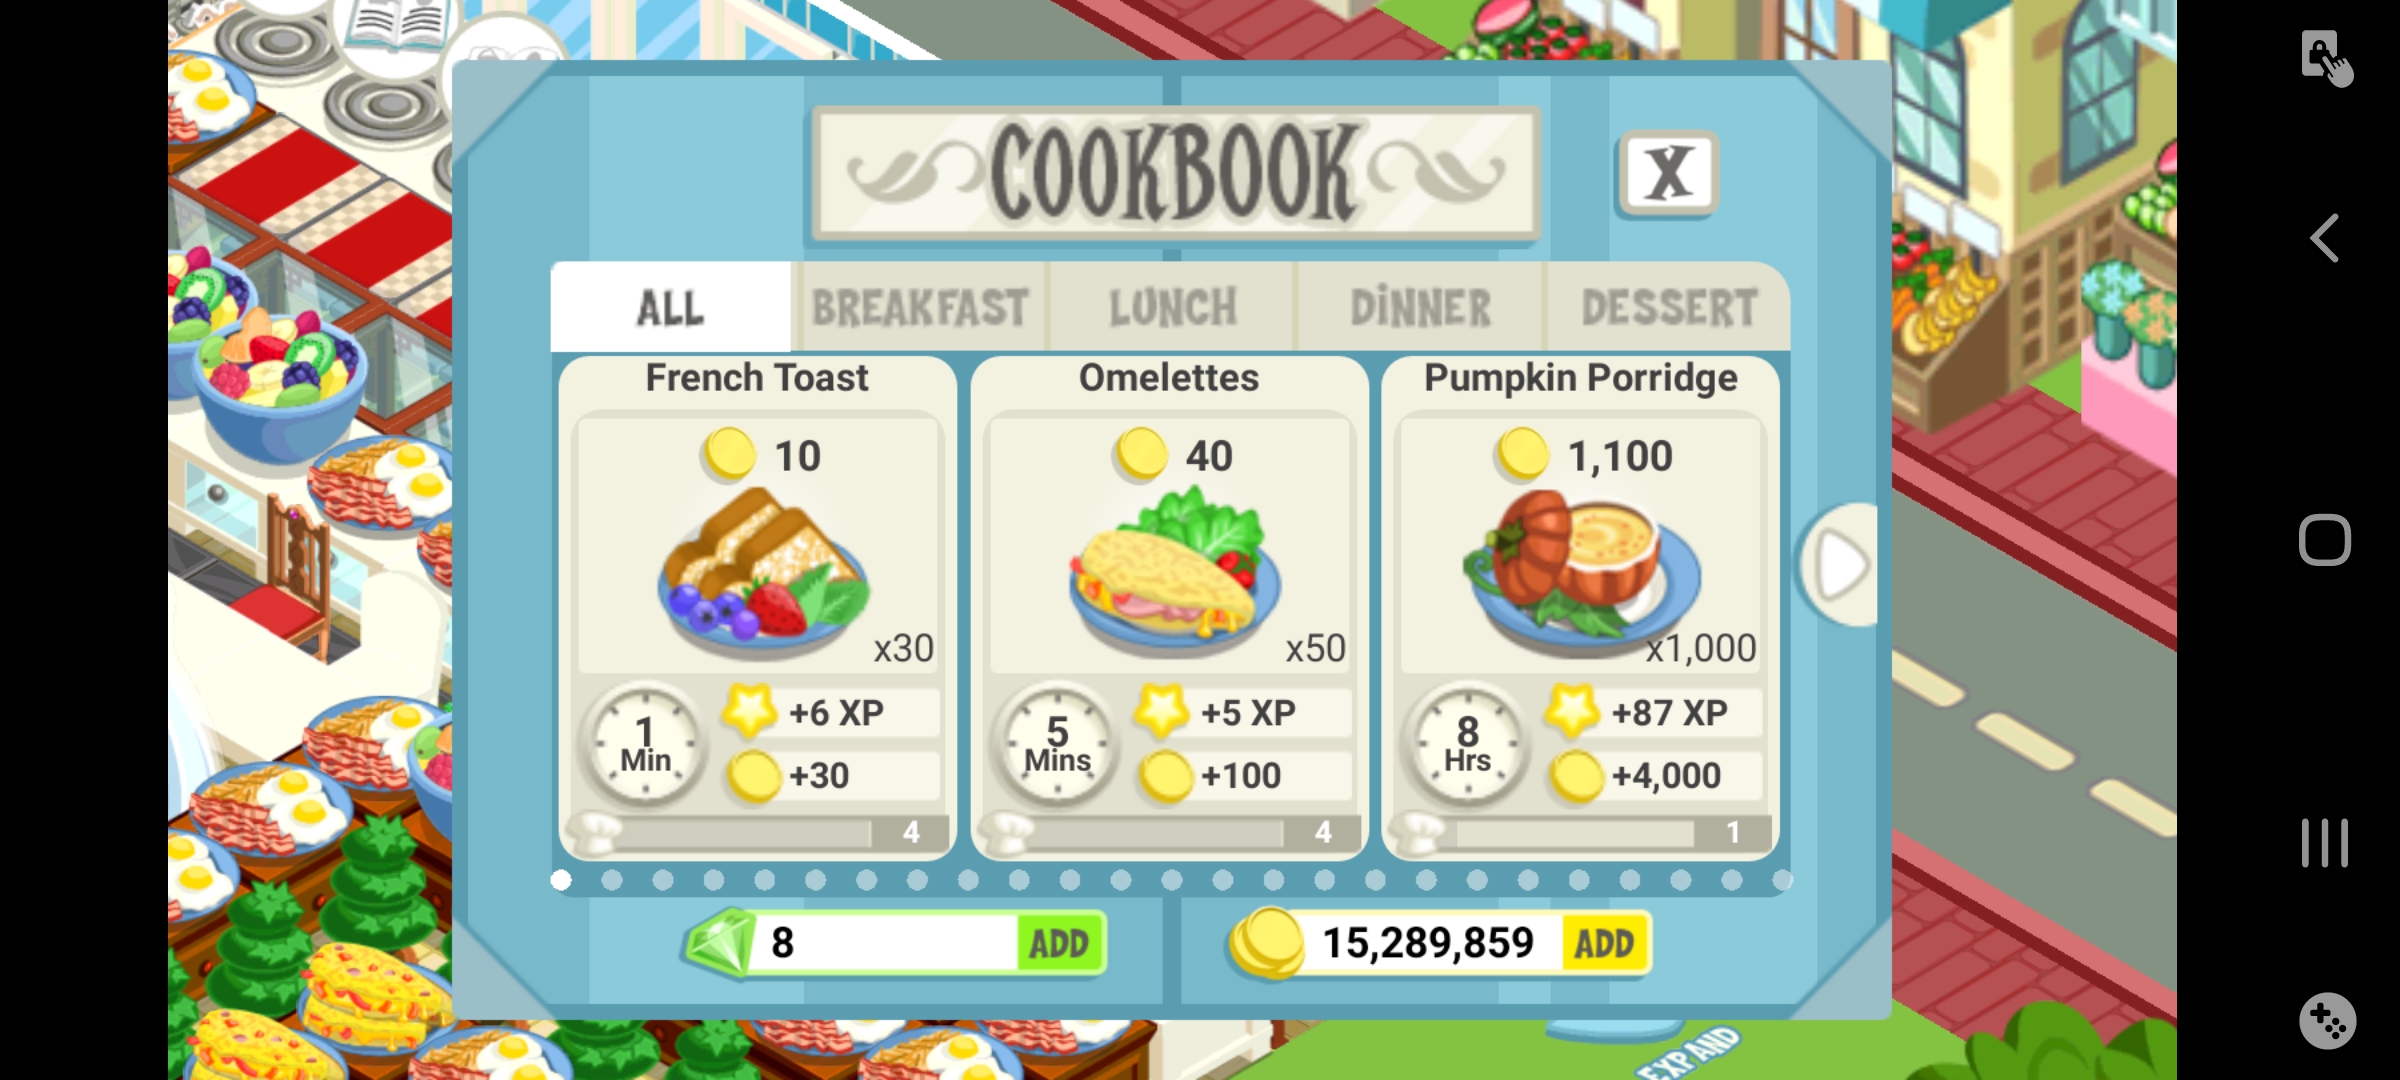 COOKBOOK
X
ALL BREAKFAST LUNCH DINNER DESSERT
French Toast
10
x30
1 Min
+6 XP
+30
4
Omelettes
40
x50
5 Mins
+5 XP
+100
4
Pumpkin Porridge
1,100
x1,000
8 Hrs
+87 XP
+4,000
1
8 ADD
15,289,859 ADD
EXPAND